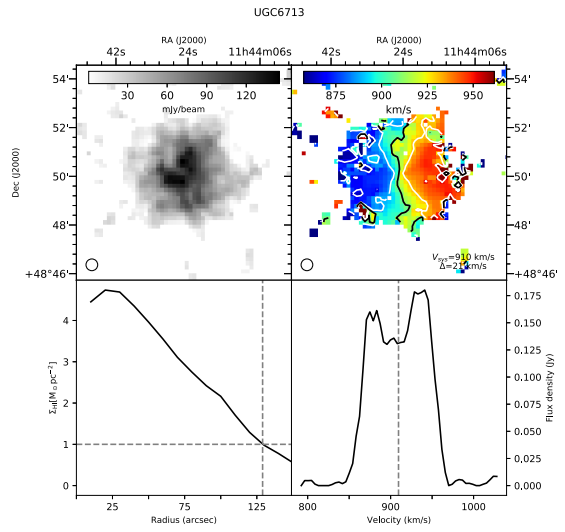 UGC6713
RA (J2000)
42s 24s 11h44m06s
RA (J2000)
42s 24s 11h44m06s
54' 52' 50' 48' +48°46'
Dec (J2000)
30 60 90 120
mJy/beam
875 900 925 950
km/s
54' 52' 50' 48' +48°46'
V_sys=910 km/s
Δ=21 km/s
4 3 2 1 0
Σ_HI[M⊙pc⁻²]
25 75 125
Radius (arcsec)
0,175
0,150
0,125
0,100
0,075
0,050
0,025
0,000
Flux density (Jy)
800 900 1000
Velocity (km/s)